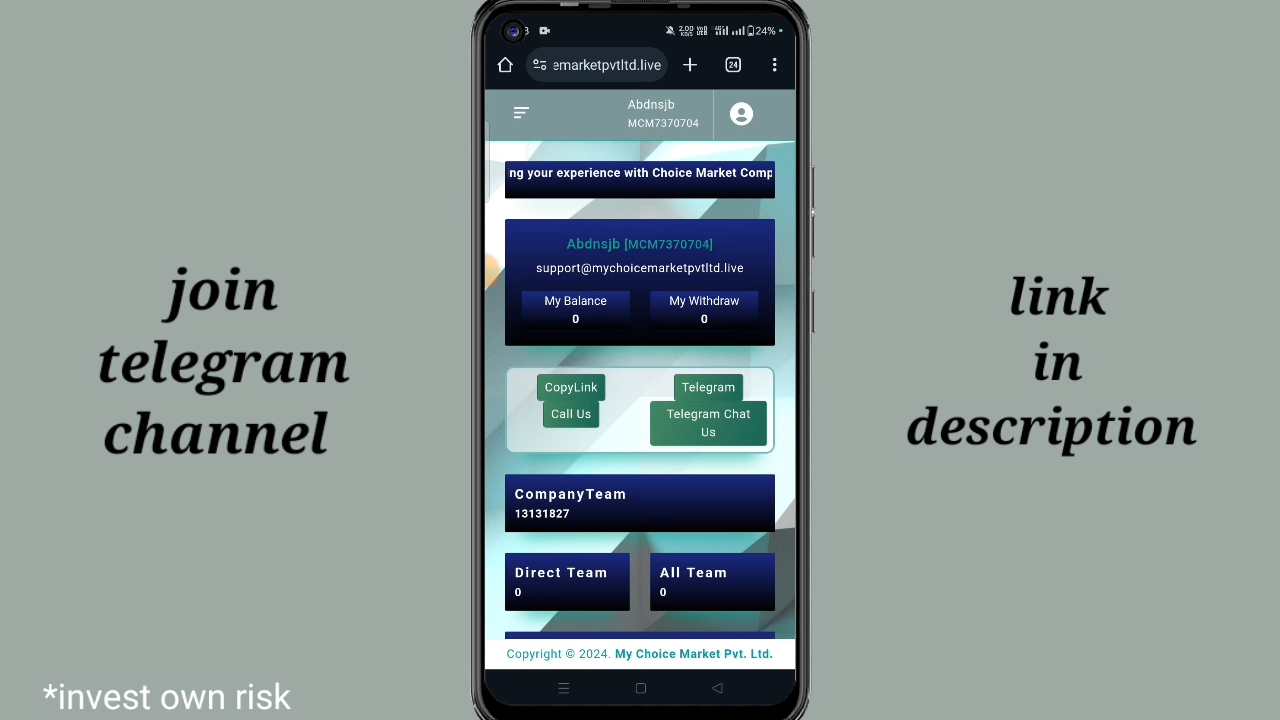 join
telegram
channel
link
in
description
*invest own risk
24%
emarketpvtltd.live
24
Abdnsjb
MCM7370704
ng your experience with Choice Market Comp
Abdnsjb [MCM7370704]
support@mychoicemarketpvtltd.live
My Balance
0
My Withdraw
0
CopyLink
Call Us
Telegram
Telegram Chat
Us
CompanyTeam
13131827
Direct Team
0
All Team
0
Copyright © 2024. My Choice Market Pvt. Ltd.